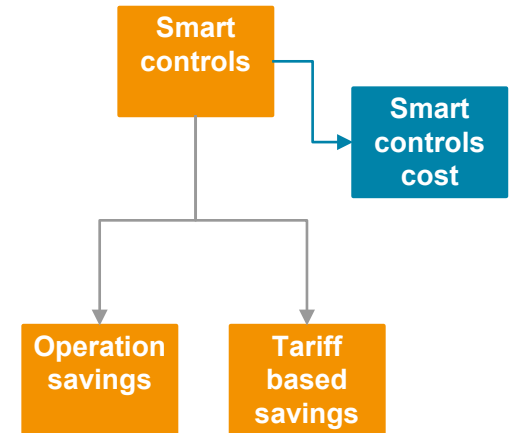 Smart
controls
Smart
controls
cost
Operation
savings
Tariff
based
savings